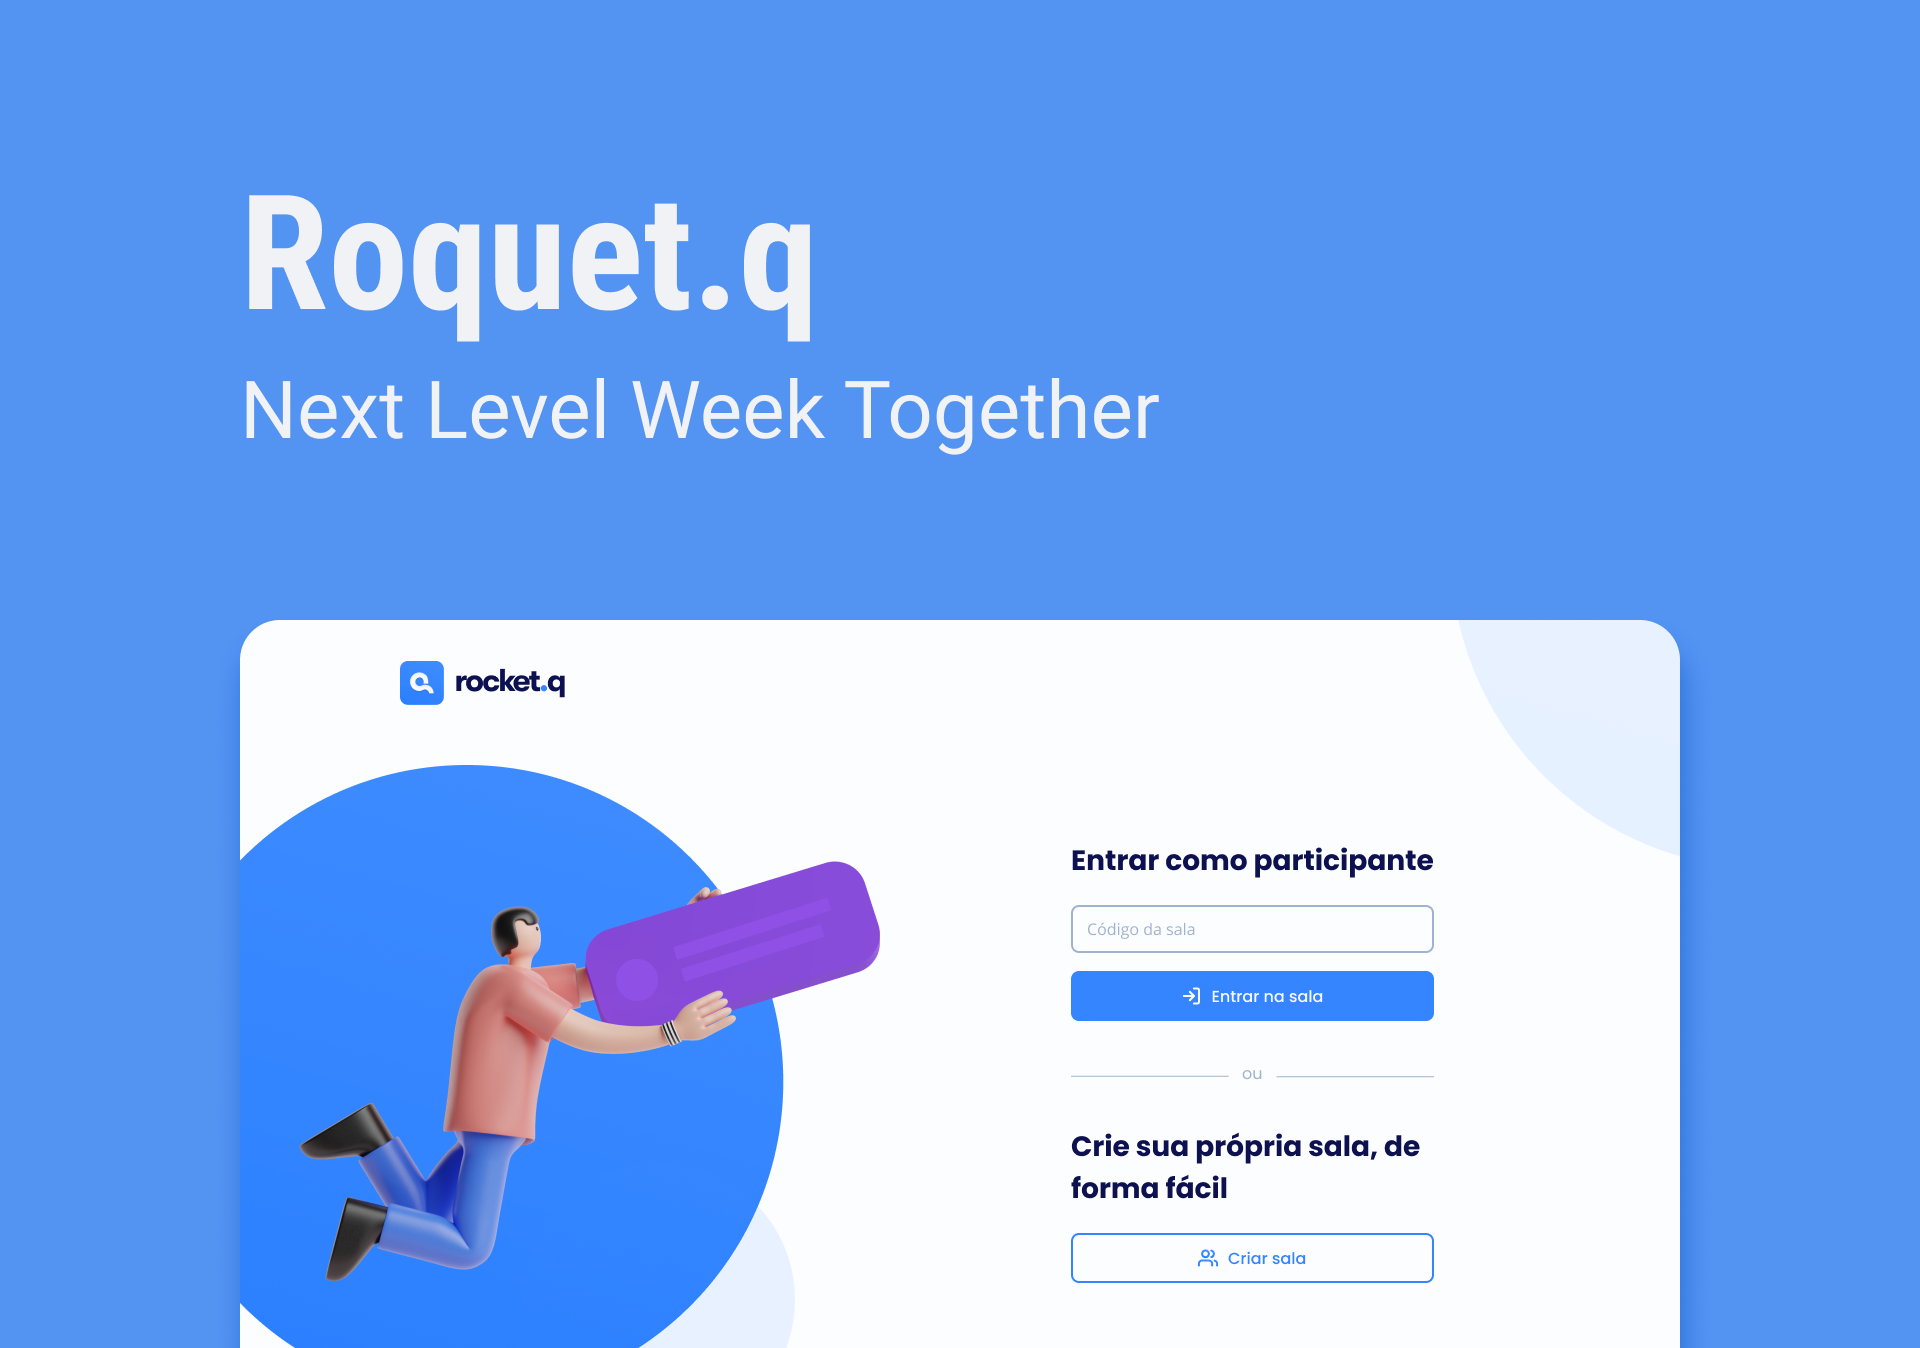 Roquet.q
Next Level Week Together
rocket.q
Entrar como participante
Código da sala
Entrar na sala
ou
Crie sua própria sala, de
forma fácil
Criar sala